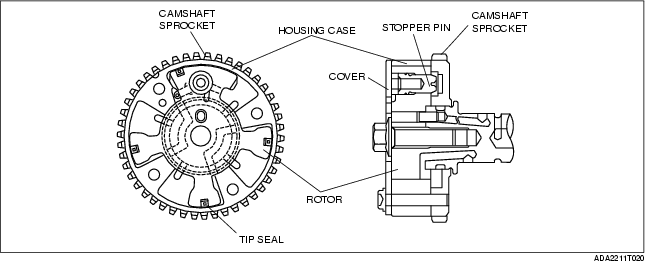 CAMSHAFT
SPROCKET
HOUSING CASE
STOPPER PIN
CAMSHAFT
SPROCKET
COVER
ROTOR
TIP SEAL
ADA2211T020